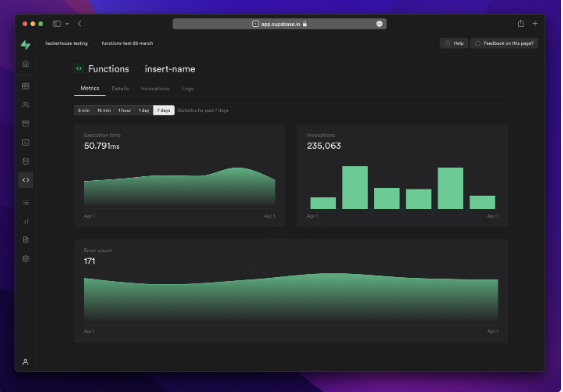 app.supabase.io
hackerhouse testing
functions-test-28-march
Help
Feedback on this page?
Functions
insert-name
Metrics
Details
Invocations
Logs
5 min
15 min
1 hour
1 day
7 days
Statistics for past 7 days
Execution time
50.791ms
Invocations
235,063
Apr 1
Apr 1
Apr 1
Apr 1
Error count
171
Apr 1
Apr 1